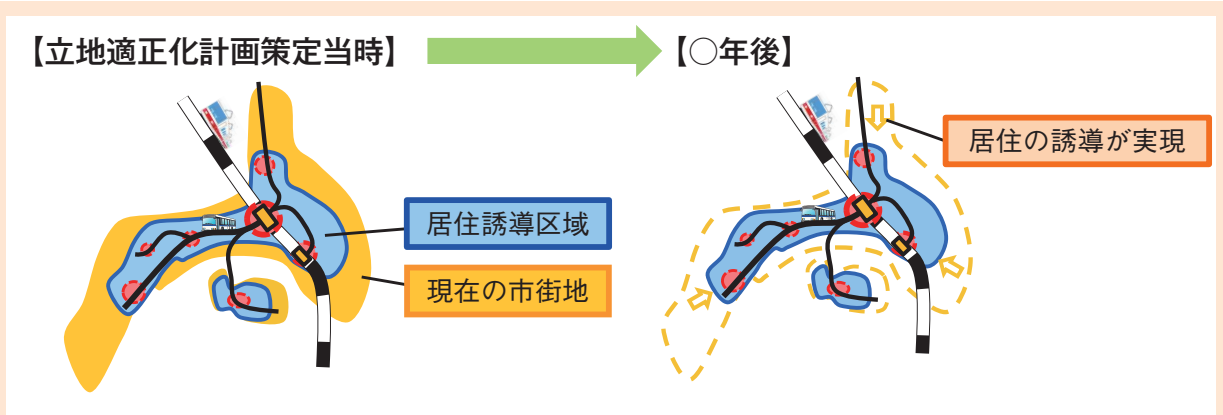 【立地適正化計画策定当時】
【○年後】
居住の誘導が実現
居住誘導区域
現在の市街地